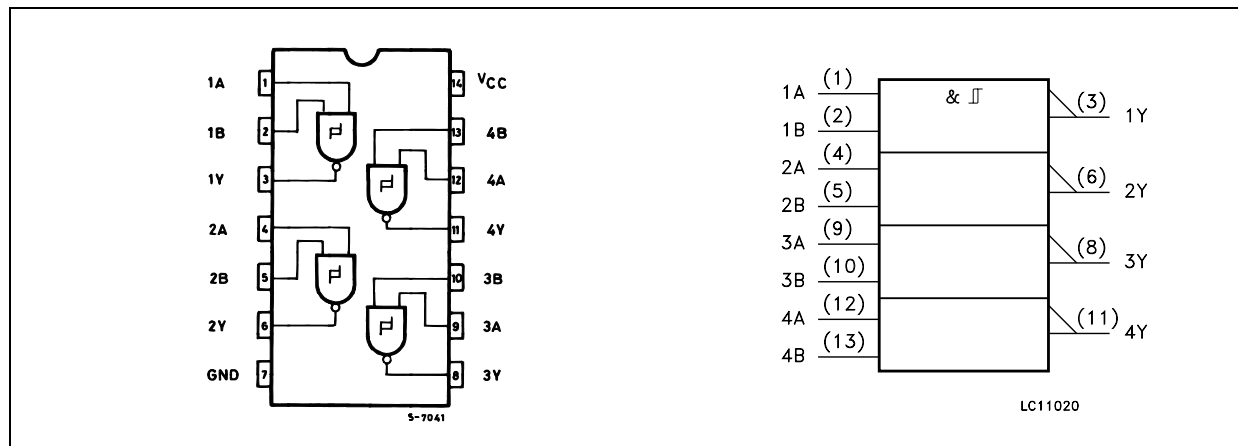 1A 1 14 VCC
1B 2 13 4B
1Y 3 12 4A
2A 4 11 4Y
2B 5 10 3B
2Y 6 9 3A
GND 7 8 3Y
S-7041
& 
1A (1) (3) 1Y
1B (2)
2A (4) (6) 2Y
2B (5)
3A (9) (8) 3Y
3B (10)
4A (12) (11) 4Y
4B (13)
LC11020